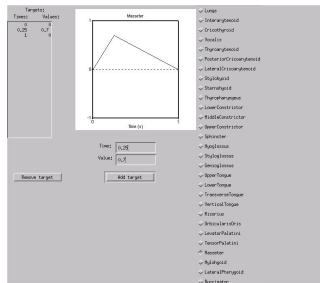 Targets:
Times: Values:
0 0
0,25 0,7
1 0
Masseter
1
0
-1
0
1
Time (s)
Time: 0,25
Value: 0,7
Remove target
Add target
Lungs
Interarytenoid
Cricothyroid
Vocalis
Thyroarytenoid
PosteriorCricoarytenoid
LateralCricoarytenoid
Stylohyoid
Sternohyoid
Thyropharyngeus
LowerConstrictor
MiddleConstrictor
UpperConstrictor
Sphincter
Hyoglossus
Styloglossus
Genioglossus
UpperTongue
LowerTongue
TransverseTongue
VerticalTongue
Risorius
OrbicularisOris
LevatorPalatini
TensorPalatini
Masseter
Mylohyoid
LateralPterygoid
Buccinator